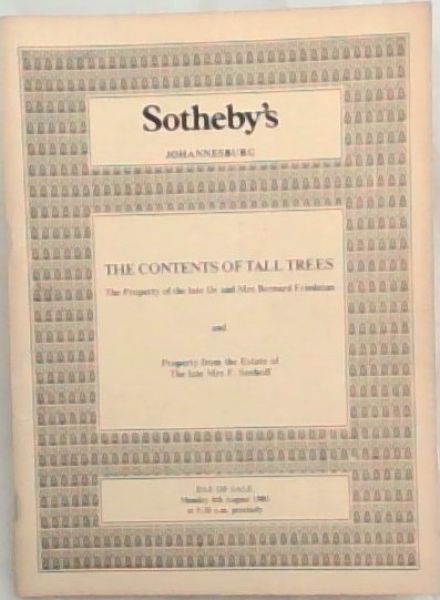 Sotheby's
JOHANNESBURG
THE CONTENTS OF TALL TREES
The Property of the late Dr and Mrs Bernard Friedman
and
Property from the Estate of
The late Mrs F.
DAY OF SALE
Monday August
at a.m. precisely